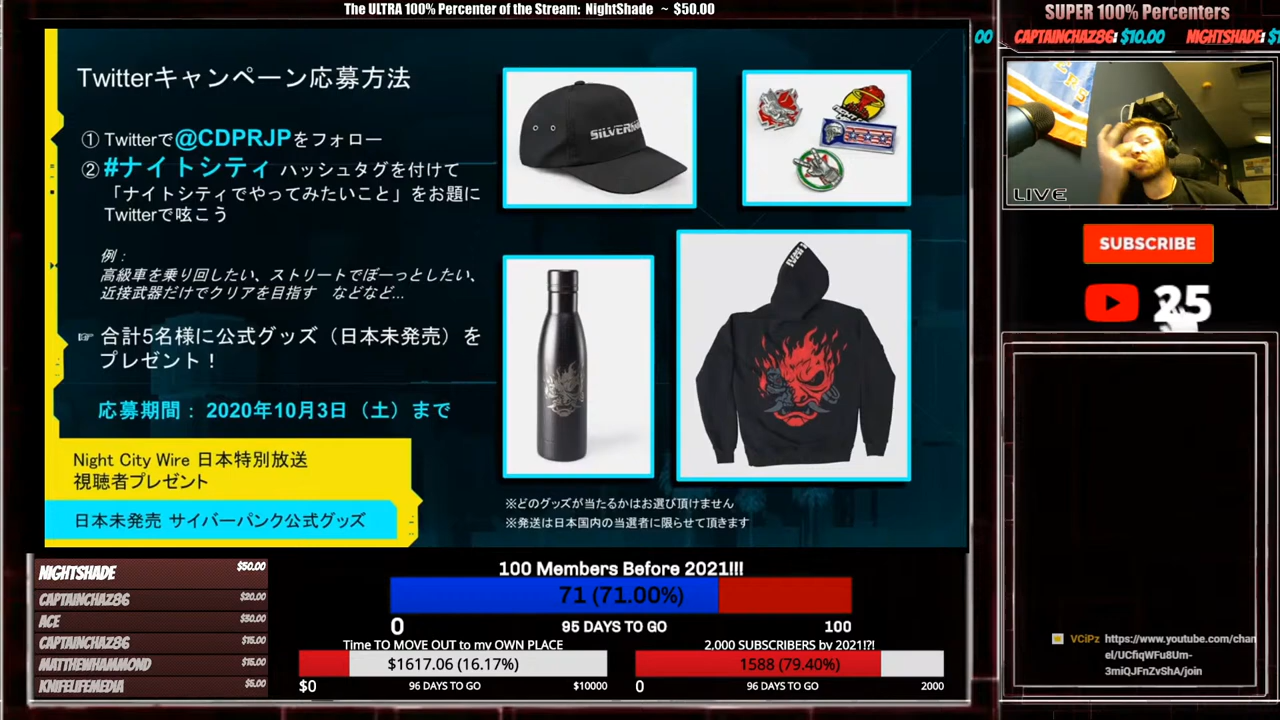 The ULTRA 100% Percenter of the Stream: NightShade ~ $50.00
SUPER 100% Percenters
00 CAPTAINCHAZ86: $10.00 NIGHTSHADE: $1
Twitterキャンペーン応募方法
① Twitterで@CDPRJPをフォロー
② #ナイトシティ ハッシュタグを付けて
「ナイトシティでやってみたいこと」をお題に
Twitterで呟こう
例：
高級車を乗り回したい、ストリートでぼーっとしたい、
近接武器だけでクリアを目指す などなど...
☞ 合計5名様に公式グッズ（日本未発売）を
プレゼント！
応募期間： 2020年10月3日（土）まで
Night City Wire 日本特別放送
視聴者プレゼント
日本未発売 サイバーパンク公式グッズ
※どのグッズが当たるかはお選び頂けません
※発送は日本国内の当選者に限らせて頂きます
LIVE
SUBSCRIBE
NIGHTSHADE $50.00
CAPTAINCHAZ86 $20.00
ACE $30.00
CAPTAINCHAZ86 $15.00
MATTHEWHAMMOND $15.00
KNIFELIFEMEDIA $5.00
100 Members Before 2021!!!
71 (71.00%)
0 95 DAYS TO GO 100
Time TO MOVE OUT to my OWN PLACE
$1617.06 (16.17%)
$0 96 DAYS TO GO $10000
2,000 SUBSCRIBERS by 2021!?!
1588 (79.40%)
0 96 DAYS TO GO 2000
VCiPz https://www.youtube.com/chan
el/UCfiqWFu8Um-
3miQJFnZvShA/join